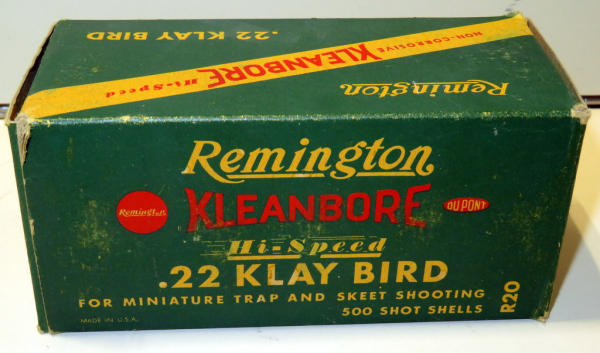 .22 KLAY BIRD
NON-CORROSIVE
KLEANBORE Hi-Speed
Remington
Remington
Remington
KLEANBORE
DU PONT
Hi-Speed
.22 KLAY BIRD
FOR MINIATURE TRAP AND SKEET SHOOTING
500 SHOT SHELLS
MADE IN U.S.A.
R20